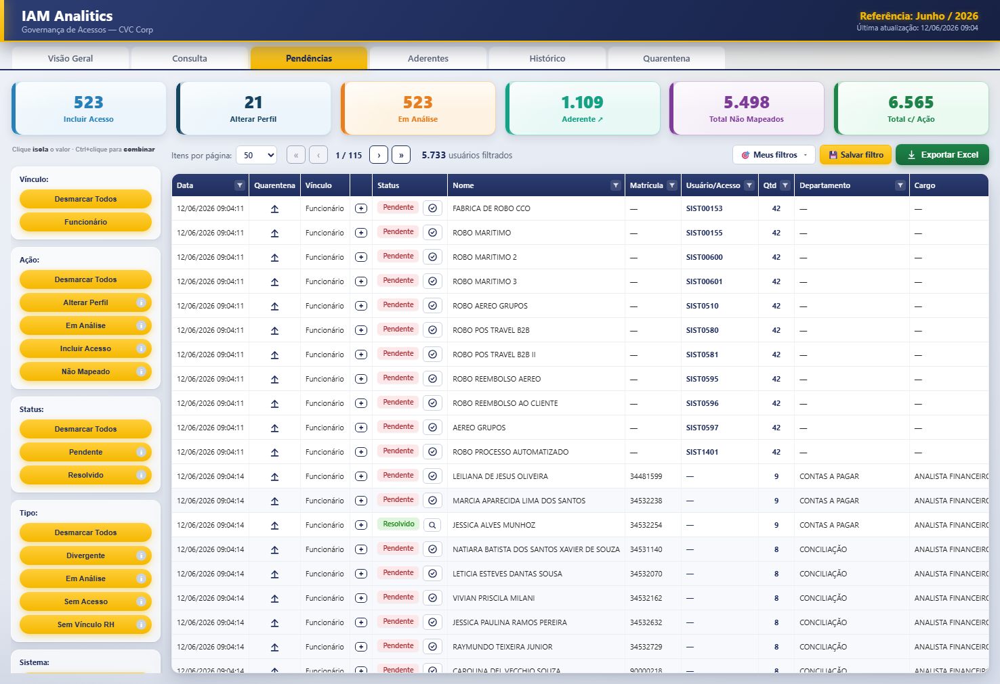 IAM Analitics
Governança de Acessos — CVC Corp
Referência: Junho / 2026
Última atualização: 12/06/2026 09:04
Visão Geral
Consulta
Pendências
Aderentes
Histórico
Quarentena
523
Incluir Acesso
21
Alterar Perfil
523
Em Análise
1.109
Aderente ↗
5.498
Total Não Mapeados
6.565
Total c/ Ação
Clique isola o valor · Ctrl+clique para combinar
Itens por página: 50 « ‹ 1 / 115 › » 5.733 usuários filtrados
Meus filtros
Salvar filtro
Exportar Excel
Vínculo:
Desmarcar Todos
Funcionário
Ação:
Desmarcar Todos
Alterar Perfil i
Em Análise i
Incluir Acesso i
Não Mapeado i
Status:
Desmarcar Todos
Pendente i
Resolvido i
Tipo:
Desmarcar Todos
Divergente i
Em Análise i
Sem Acesso i
Sem Vínculo RH i
Sistema:
Data Quarentena Vínculo Status Nome Matrícula Usuário/Acesso Qtd Departamento Cargo
12/06/2026 09:04:11 Funcionário Pendente FABRICA DE ROBO CCO — SIST00153 42 — —
12/06/2026 09:04:11 Funcionário Pendente ROBO MARITIMO — SIST00155 42 — —
12/06/2026 09:04:11 Funcionário Pendente ROBO MARITIMO 2 — SIST00600 42 — —
12/06/2026 09:04:11 Funcionário Pendente ROBO MARITIMO 3 — SIST00601 42 — —
12/06/2026 09:04:11 Funcionário Pendente ROBO AEREO GRUPOS — SIST0510 42 — —
12/06/2026 09:04:11 Funcionário Pendente ROBO POS TRAVEL B2B — SIST0580 42 — —
12/06/2026 09:04:11 Funcionário Pendente ROBO POS TRAVEL B2B II — SIST0581 42 — —
12/06/2026 09:04:11 Funcionário Pendente ROBO REEMBOLSO AEREO — SIST0595 42 — —
12/06/2026 09:04:11 Funcionário Pendente ROBO REEMBOLSO AO CLIENTE — SIST0596 42 — —
12/06/2026 09:04:11 Funcionário Pendente AEREO GRUPOS — SIST0597 42 — —
12/06/2026 09:04:11 Funcionário Pendente ROBO PROCESSO AUTOMATIZADO — SIST1401 42 — —
12/06/2026 09:04:14 Funcionário Pendente LEILIANA DE JESUS OLIVEIRA 34481599 — 9 CONTAS A PAGAR ANALISTA FINANCEIRO
12/06/2026 09:04:14 Funcionário Pendente MARCIA APARECIDA LIMA DOS SANTOS 34532238 — 9 CONTAS A PAGAR ANALISTA FINANCEIRO
12/06/2026 09:04:14 Funcionário Resolvido JESSICA ALVES MUNHOZ 34532254 — 9 CONTAS A PAGAR ANALISTA FINANCEIRO
12/06/2026 09:04:14 Funcionário Pendente NATIARA BATISTA DOS SANTOS XAVIER DE SOUZA 34531140 — 8 CONCILIAÇÃO ANALISTA FINANCEIRO
12/06/2026 09:04:14 Funcionário Pendente LETICIA ESTEVES DANTAS SOUSA 34532070 — 8 CONCILIAÇÃO ANALISTA FINANCEIRO
12/06/2026 09:04:14 Funcionário Pendente VIVIAN PRISCILA MILANI 34532162 — 8 CONCILIAÇÃO ANALISTA FINANCEIRO
12/06/2026 09:04:14 Funcionário Pendente JESSICA PAULINA RAMOS PEREIRA 34532632 — 8 CONCILIAÇÃO ANALISTA FINANCEIRO
12/06/2026 09:04:14 Funcionário Pendente RAYMUNDO TEIXEIRA JUNIOR 34532729 — 8 CONCILIAÇÃO ANALISTA FINANCEIRO
12/06/2026 09:04:14 Funcionário Pendente CAROLINA DEL VECCHIO SOUZA 90000218 — 8 CONCILIAÇÃO ANALISTA FINANCEIRO